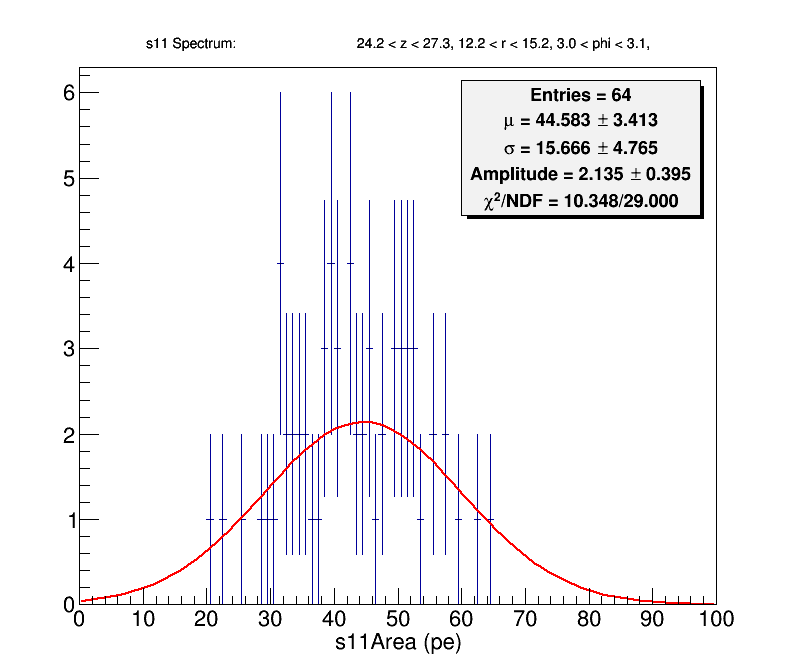 s11 Spectrum: 24.2 < z < 27.3, 12.2 < r < 15.2, 3.0 < phi < 3.1,
Entries = 64
μ = 44.583 ± 3.413
σ = 15.666 ± 4.765
Amplitude = 2.135 ± 0.395
χ²/NDF = 10.348/29.000
6
5
4
3
2
1
0
0 10 20 30 40 50 60 70 80 90 100
s11Area (pe)